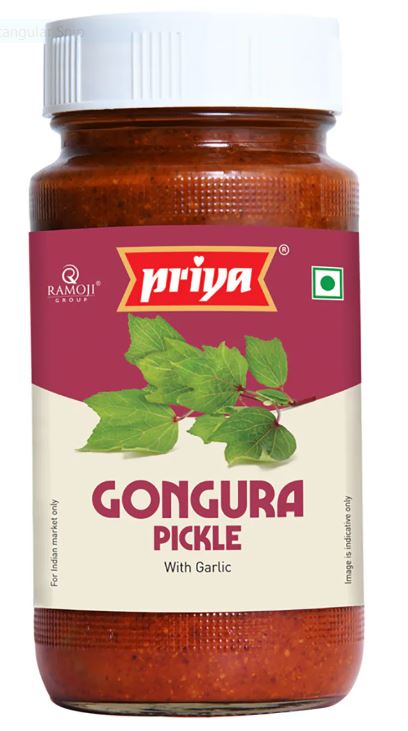 priya®
RAMOJI®
GROUP
GONGURA
PICKLE
With Garlic
For Indian market only
Image is indicative only